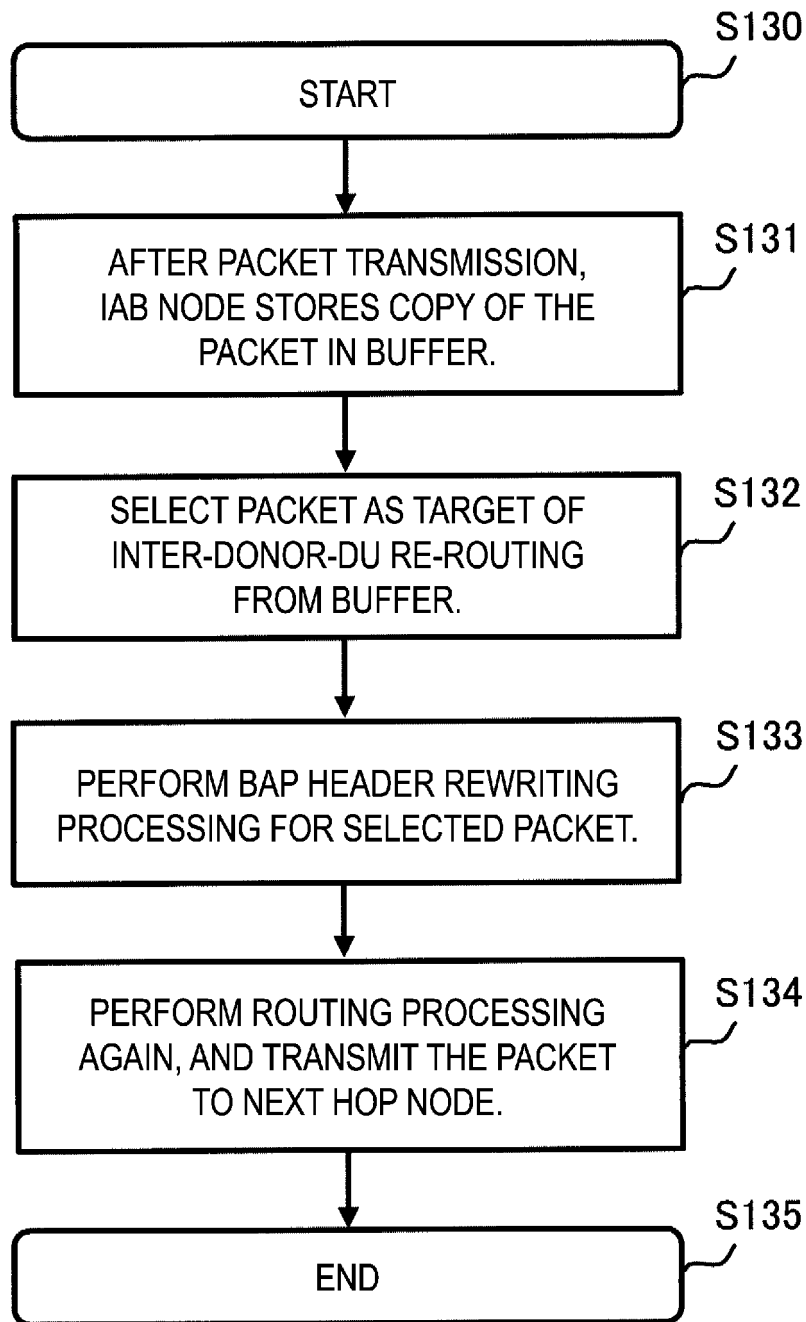 S130
START
S131
AFTER PACKET TRANSMISSION,
IAB NODE STORES COPY OF THE
PACKET IN BUFFER.
S132
SELECT PACKET AS TARGET OF
INTER-DONOR-DU RE-ROUTING
FROM BUFFER.
S133
PERFORM BAP HEADER REWRITING
PROCESSING FOR SELECTED PACKET.
S134
PERFORM ROUTING PROCESSING
AGAIN, AND TRANSMIT THE PACKET
TO NEXT HOP NODE.
S135
END